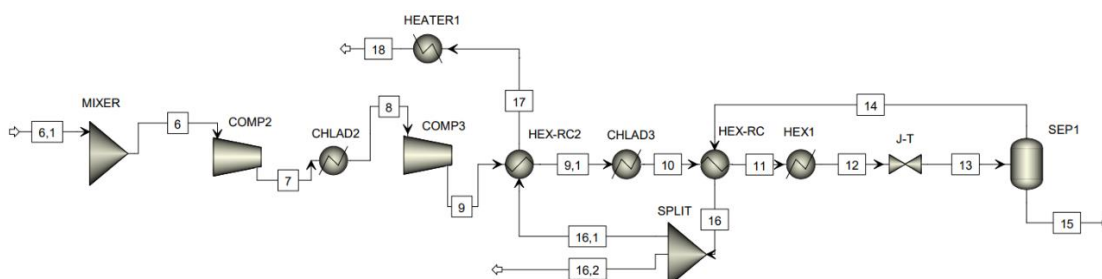 HEATER1
18
17
14
MIXER
6,1
6
COMP2
7
CHLAD2
8
COMP3
9
HEX-RC2
9,1
CHLAD3
10
HEX-RC
11
HEX1
12
J-T
13
SEP1
15
16
SPLIT
16,1
16,2